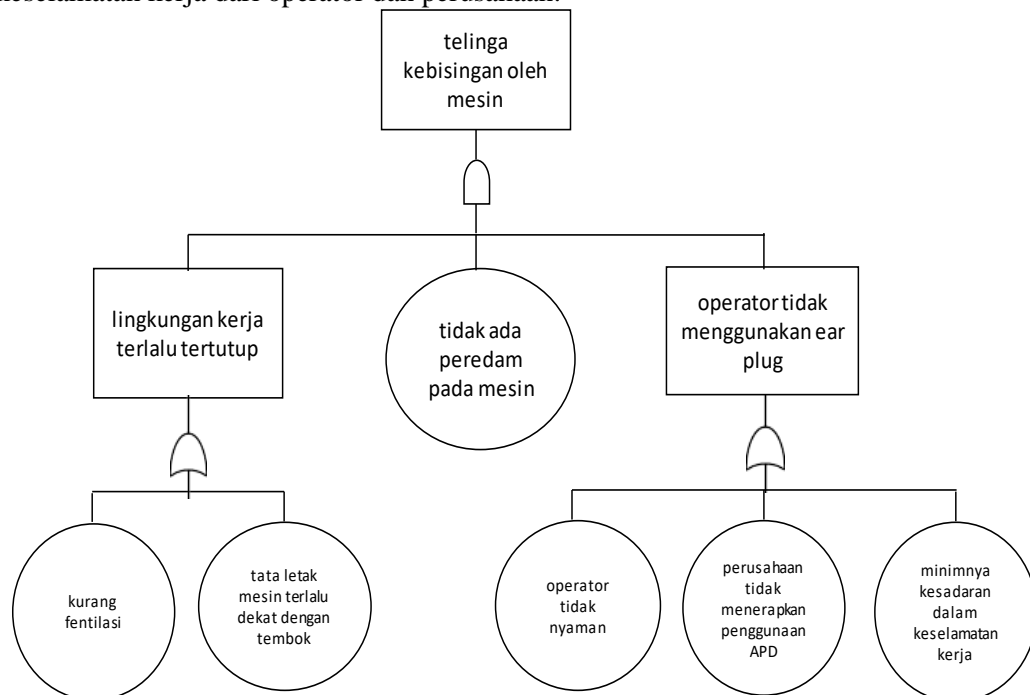 keselamatan kerja dari operator dan perusahaan.
telinga
kebisingan oleh
mesin
lingkungan kerja
terlalu tertutup
tidak ada
peredam
pada mesin
operator tidak
menggunakan ear
plug
kurang
fentilasi
tata letak
mesin terlalu
dekat dengan
tembok
operator
tidak
nyaman
perusahaan
tidak
menerapkan
penggunaan
APD
minimnya
kesadaran
dalam
keselamatan
kerja